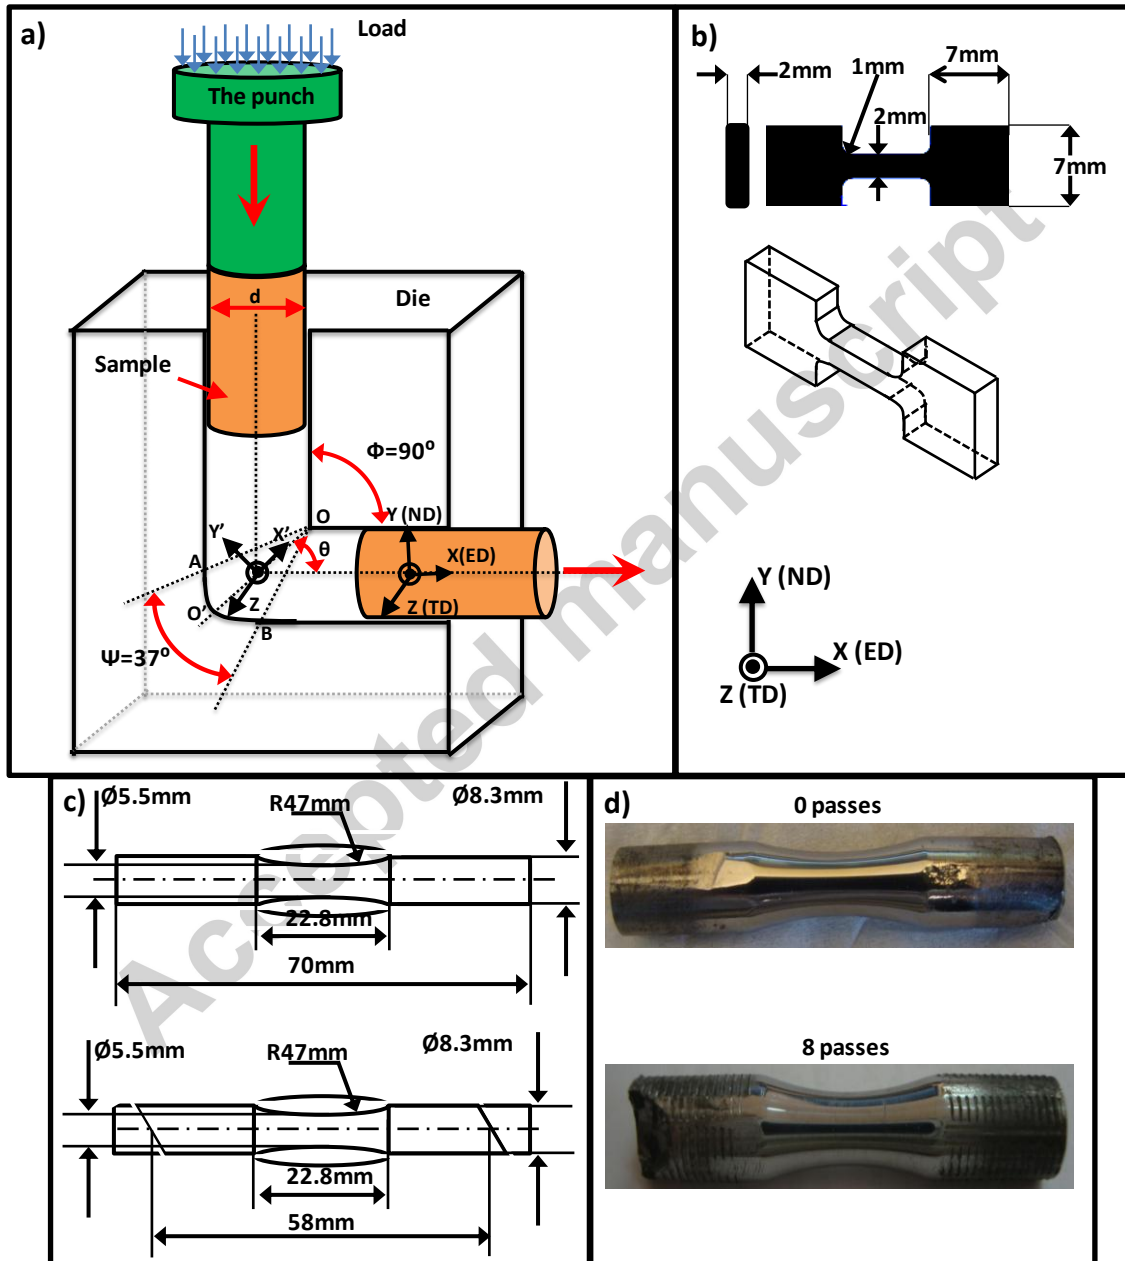 a)
Load
The punch
d
Die
Sample
Φ=90⁰
Y (ND)
O
Y'
X'
θ
X(ED)
A
Z
Z (TD)
O'
B
Ψ=37⁰
b)
7mm
2mm
1mm
2mm
7mm
Y (ND)
X (ED)
Z (TD)
c)
Ø5.5mm
R47mm
Ø8.3mm
22.8mm
70mm
Ø5.5mm
R47mm
Ø8.3mm
22.8mm
58mm
d)
0 passes
8 passes
Accepted manuscript